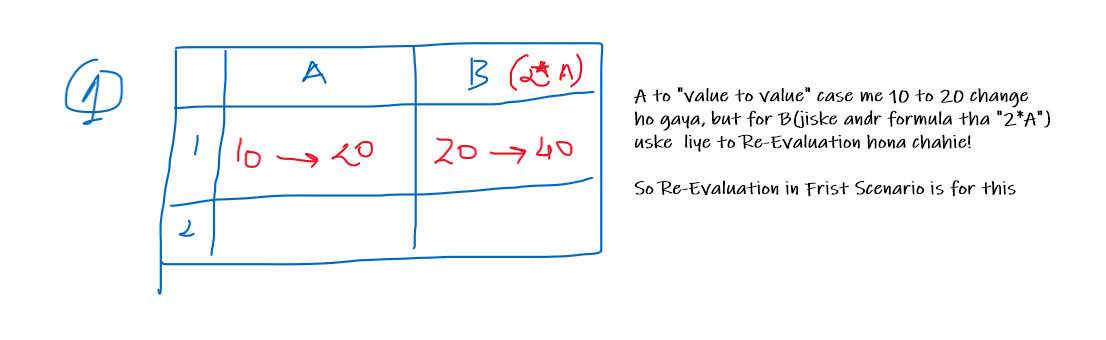 1
A
B (2*A)
1
10 → 20
20 → 40
2
A to "value to value" case me 10 to 20 change
ho gaya, but for B(jiske andr formula tha "2*A")
uske liye to Re-Evaluation hona chahie!
So Re-Evaluation in Frist Scenario is for this